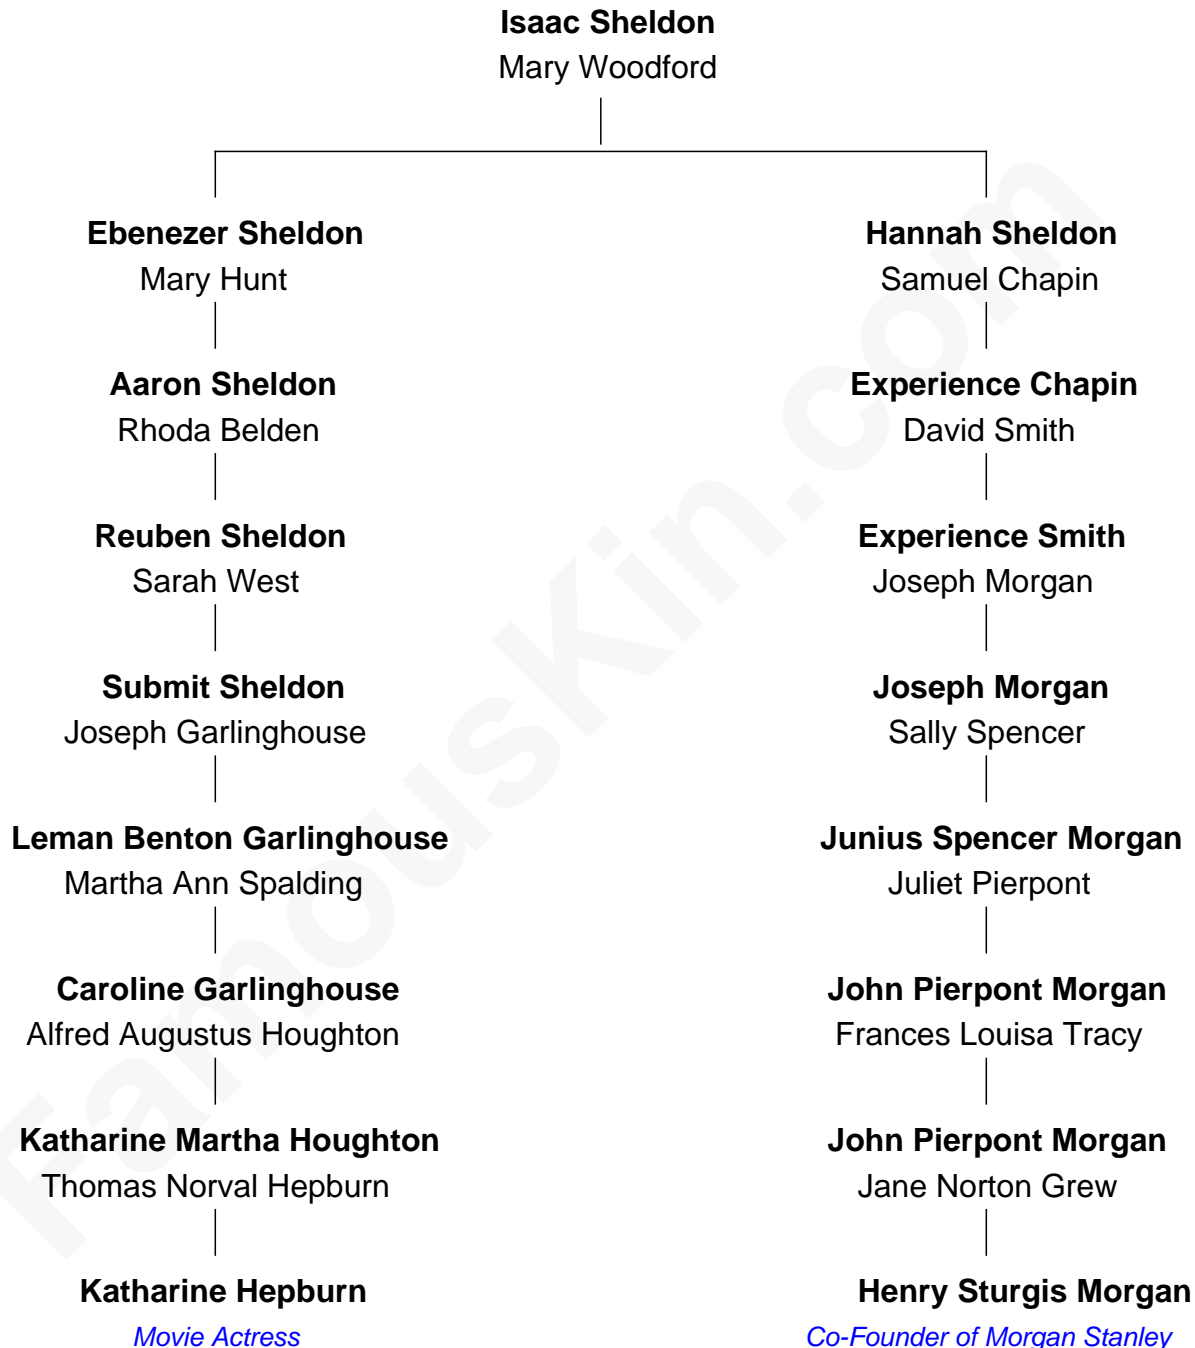 Isaac Sheldon
Mary Woodford
Ebenezer Sheldon
Mary Hunt
Hannah Sheldon
Samuel Chapin
Aaron Sheldon
Rhoda Belden
Experience Chapin
David Smith
Reuben Sheldon
Sarah West
Experience Smith
Joseph Morgan
Submit Sheldon
Joseph Garlinghouse
Joseph Morgan
Sally Spencer
Leman Benton Garlinghouse
Martha Ann Spalding
Junius Spencer Morgan
Juliet Pierpont
Caroline Garlinghouse
Alfred Augustus Houghton
John Pierpont Morgan
Frances Louisa Tracy
Katharine Martha Houghton
Thomas Norval Hepburn
John Pierpont Morgan
Jane Norton Grew
Katharine Hepburn
Movie Actress
Henry Sturgis Morgan
Co-Founder of Morgan Stanley
FamousKin.com